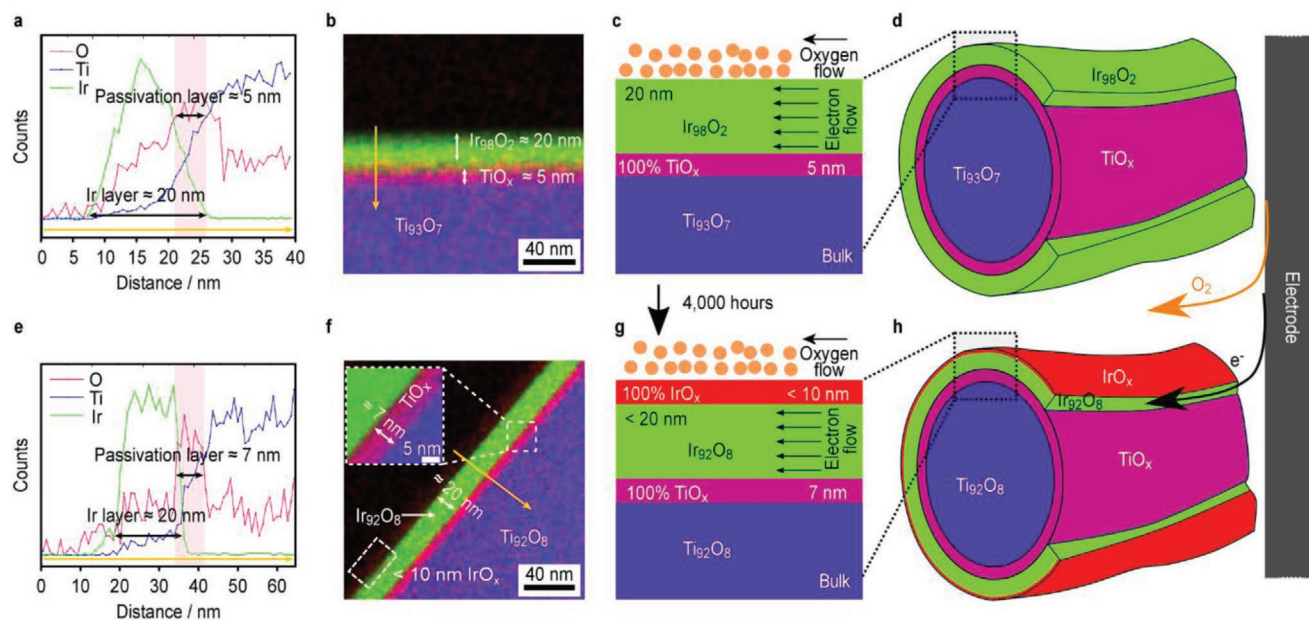 a
O
Ti
Ir
Passivation layer ≈ 5 nm
Ir layer ≈ 20 nm
Counts
0 5 10 15 20 25 30 35 40
Distance / nm
b
Ir₉₈O₂ ≈ 20 nm
TiOₓ ≈ 5 nm
Ti₉₃O₇
40 nm
c
Oxygen
flow
20 nm
Ir₉₈O₂
Electron
flow
100% TiOₓ 5 nm
Ti₉₃O₇
Bulk
4,000 hours
d
Ir₉₈O₂
TiOₓ
Ti₉₃O₇
O₂
Electrode
e
O
Ti
Ir
Passivation layer ≈ 7 nm
Ir layer ≈ 20 nm
Counts
0 10 20 30 40 50 60
Distance / nm
f
TiOₓ
≈ 7
nm
5 nm
≈ 20 nm
Ir₉₂O₈
Ti₉₂O₈
< 10 nm IrOₓ
40 nm
g
Oxygen
flow
100% IrOₓ < 10 nm
< 20 nm
Ir₉₂O₈
Electron
flow
100% TiOₓ 7 nm
Ti₉₂O₈
Bulk
h
e⁻
IrOₓ
Ir₉₂O₈
TiOₓ
Ti₉₂O₈